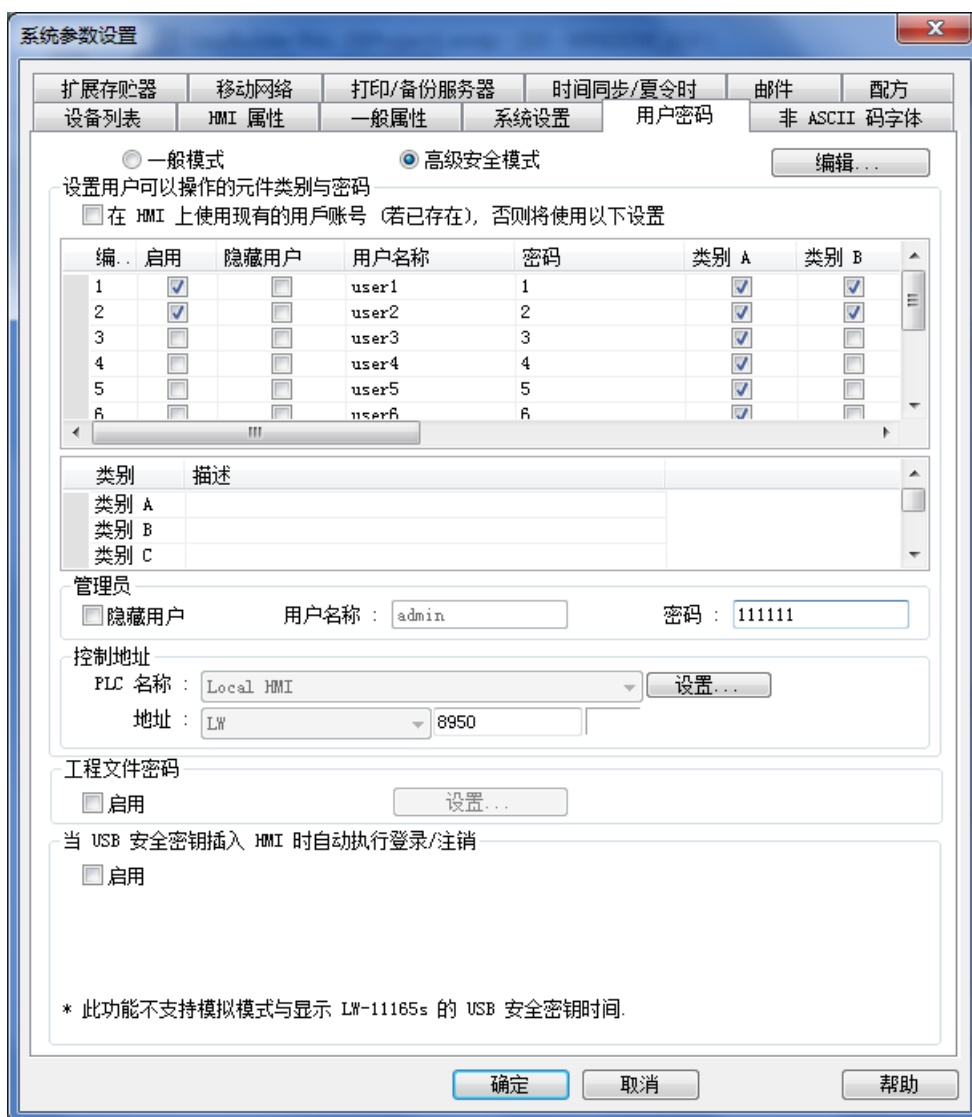 系统参数设置
扩展存贮器 移动网络 打印/备份服务器 时间同步/夏令时 邮件 配方
设备列表 HMI 属性 一般属性 系统设置 用户密码 非 ASCII 码字体
一般模式 高级安全模式 编辑...
设置用户可以操作的元件类别与密码
在 HMI 上使用现有的用戶账号 (若已存在), 否则将使用以下设置
编.. 启用 隐藏用户 用户名称 密码 类别 A 类别 B
1 user1 1
2 user2 2
3 user3 3
4 user4 4
5 user5 5
6 user6 6
类别 描述
类别 A
类别 B
类别 C
管理员
隐藏用户 用户名称 : admin 密码 : 111111
控制地址
PLC 名称 : Local HMI 设置...
地址 : LW 8950
工程文件密码
启用 设置...
当 USB 安全密钥插入 HMI 时自动执行登录/注销
启用
* 此功能不支持模拟模式与显示 LW-11165s 的 USB 安全密钥时间.
确定 取消 帮助